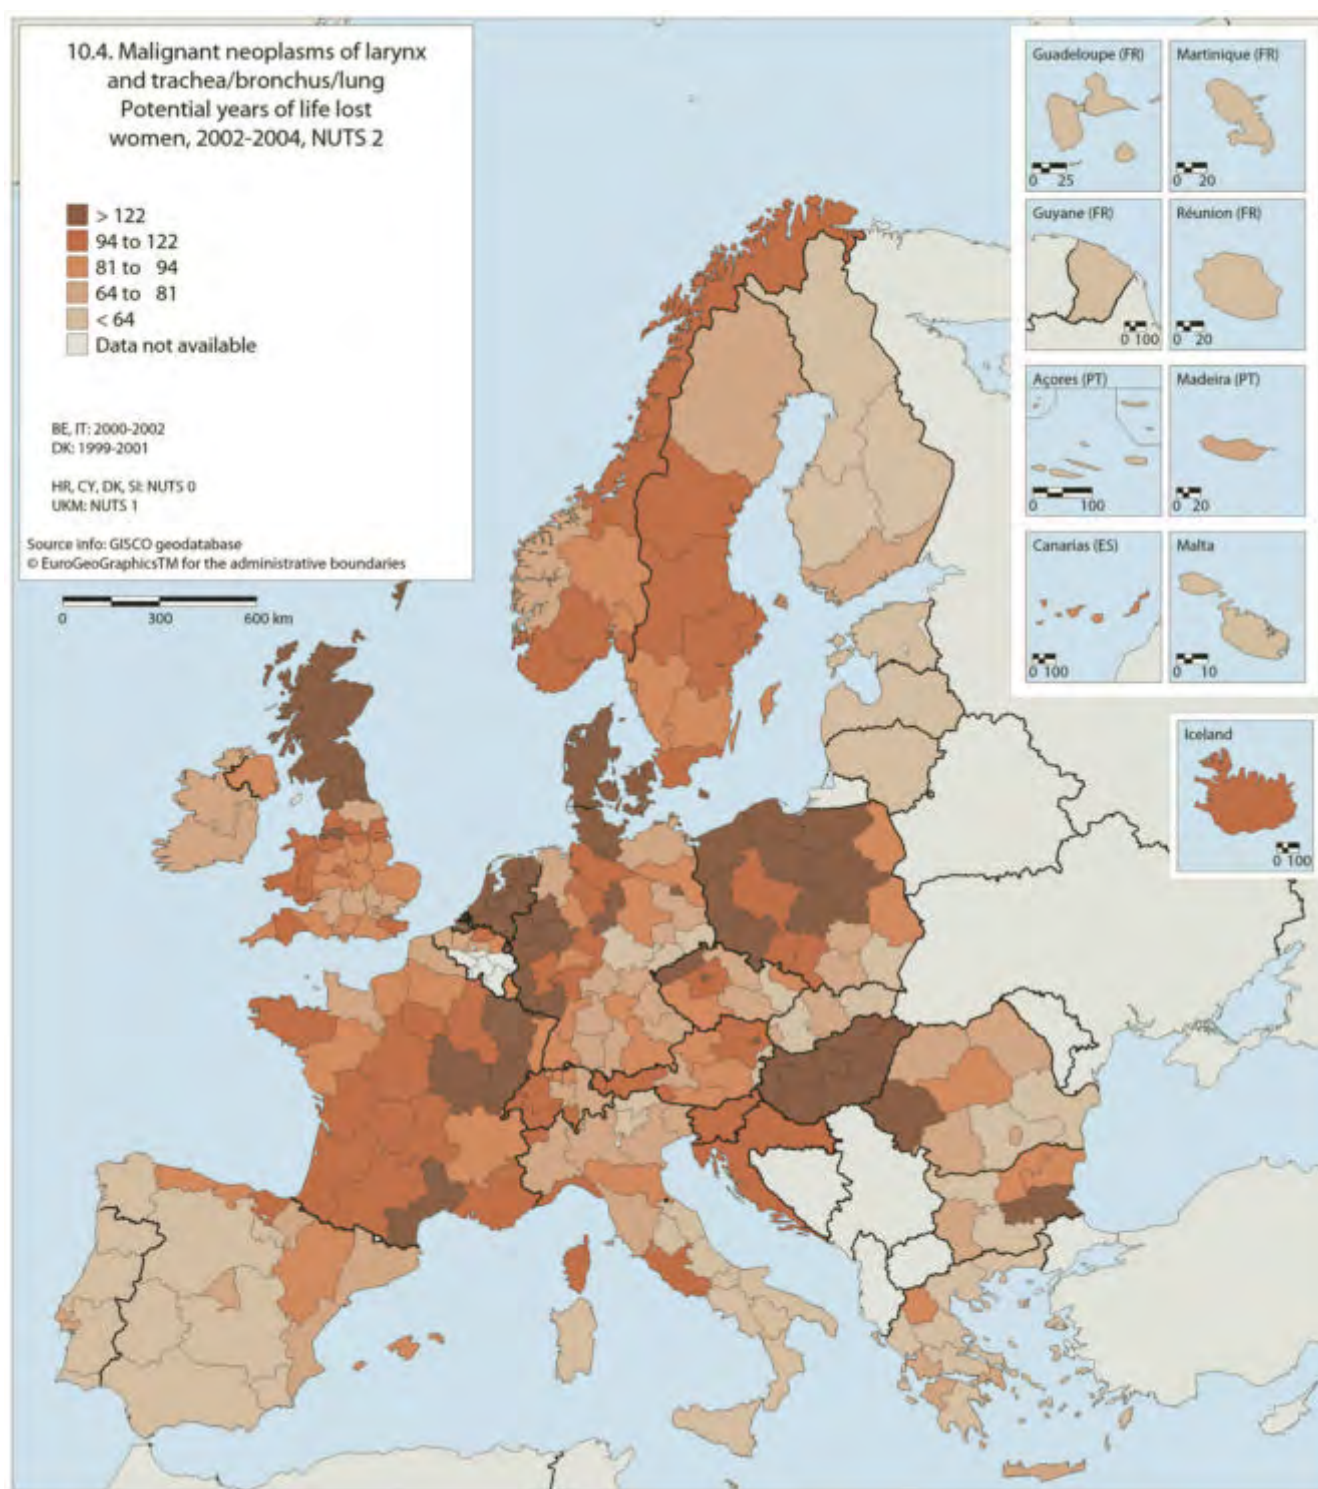 10.4. Malignant neoplasms of larynx
and trachea/bronchus/lung
Potential years of life lost
women, 2002-2004, NUTS 2
> 122
94 to 122
81 to 94
64 to 81
< 64
Data not available
BE, IT: 2000-2002
DK: 1999-2001
HR, CY, DK, SI: NUTS 0
UKM: NUTS 1
Source info: GISCO geodatabase
© EuroGeoGraphicsTM for the administrative boundaries
0 300 600 km
Guadeloupe (FR)
0 25
Martinique (FR)
0 20
Guyane (FR)
0 100
Réunion (FR)
0 20
Açores (PT)
0 100
Madeira (PT)
0 20
Canarias (ES)
0 100
Malta
0 10
Iceland
0 100